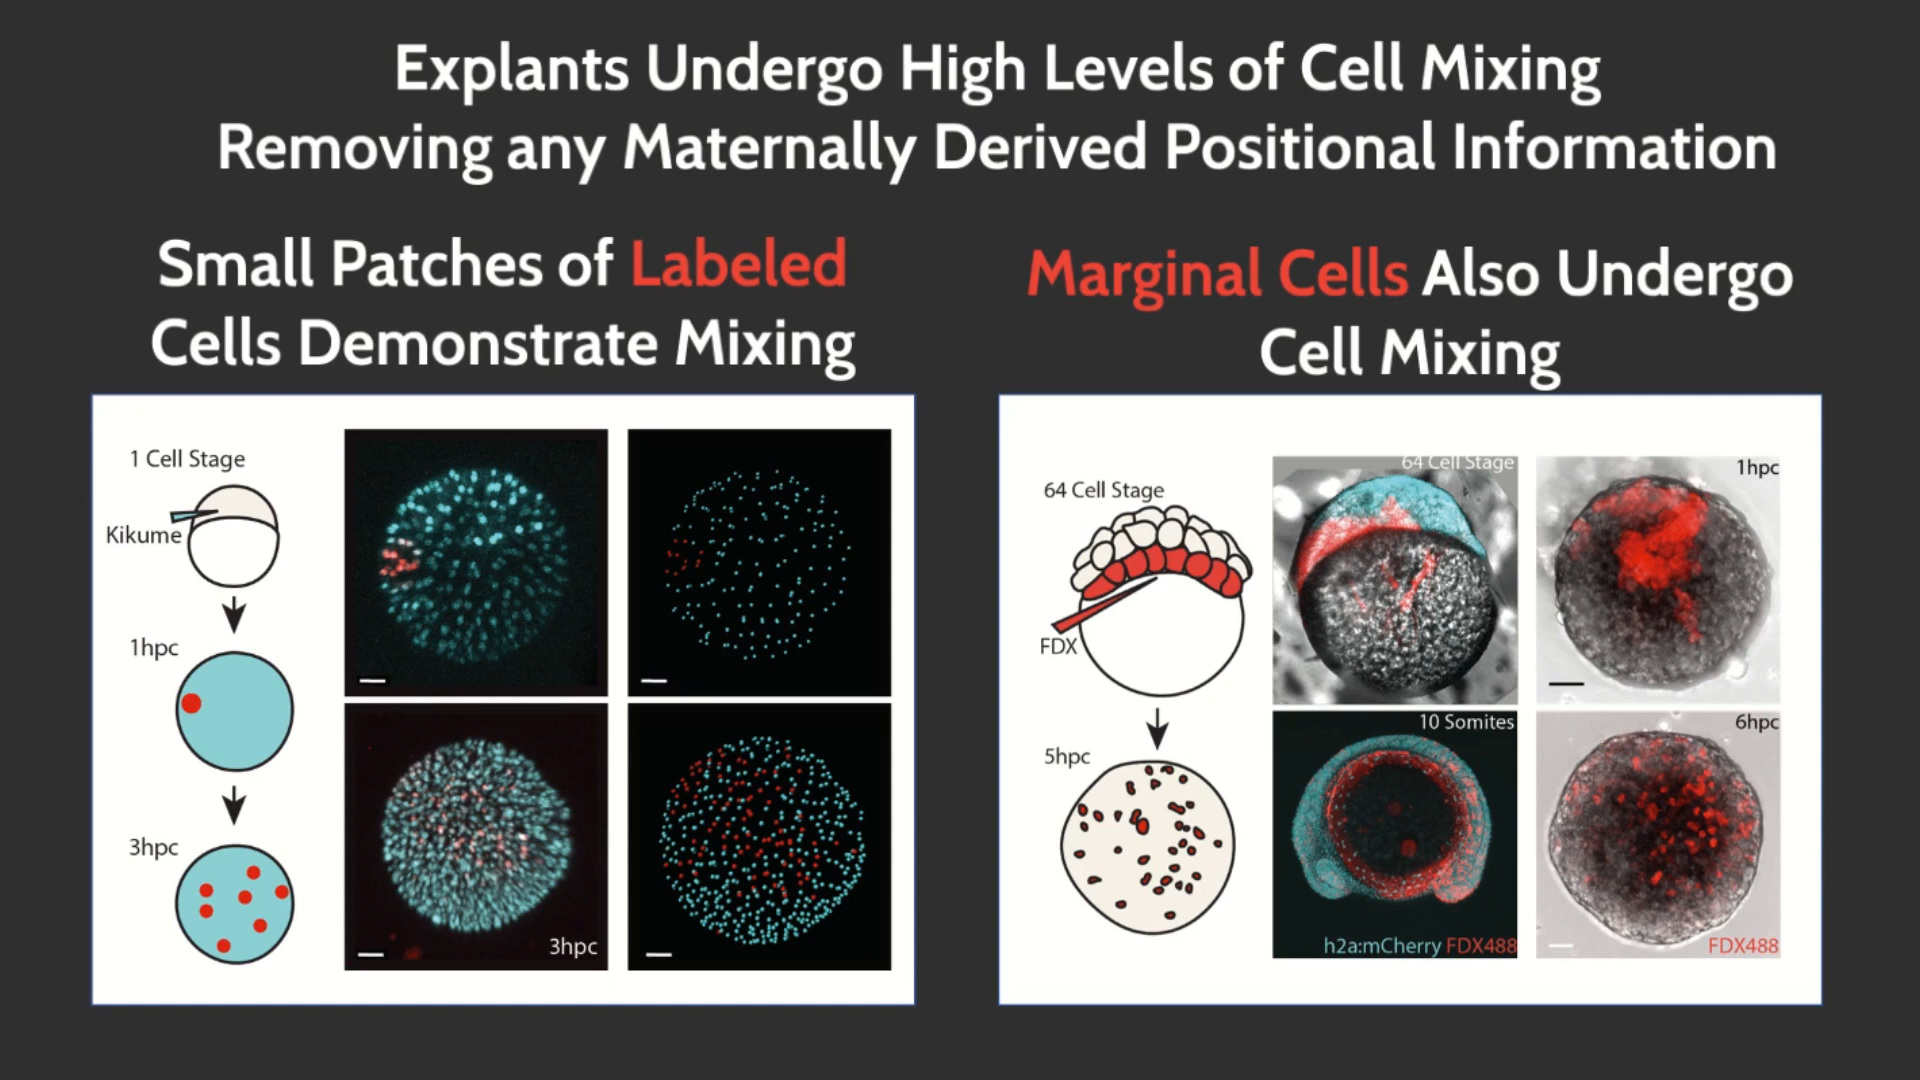 Explants Undergo High Levels of Cell Mixing
Removing any Maternally Derived Positional Information
Small Patches of Labeled
Cells Demonstrate Mixing
Marginal Cells Also Undergo
Cell Mixing
1 Cell Stage
Kikume
1hpc
3hpc
3hpc
64 Cell Stage
FDX
5hpc
64 Cell Stage
1hpc
10 Somites
h2a:mCherry FDX488
6hpc
FDX488